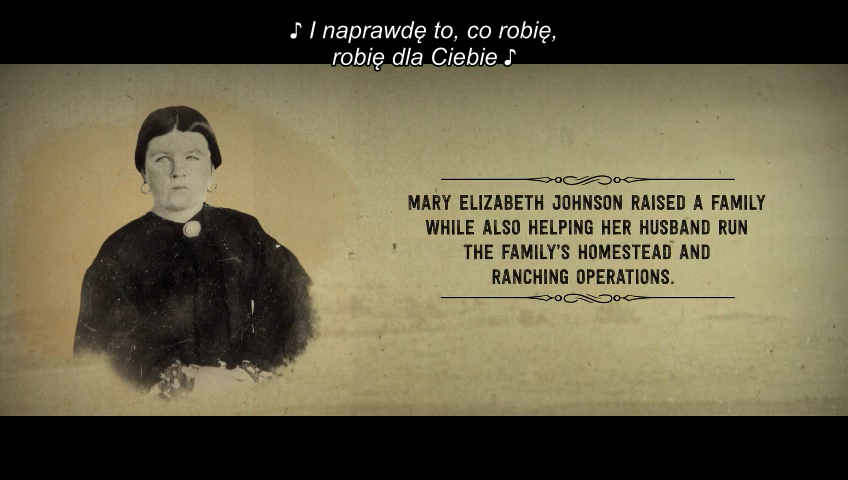 ♪ I naprawdę to, co robię,
robię dla Ciebie ♪
MARY ELIZABETH JOHNSON RAISED A FAMILY
WHILE ALSO HELPING HER HUSBAND RUN
THE FAMILY'S HOMESTEAD AND
RANCHING OPERATIONS.